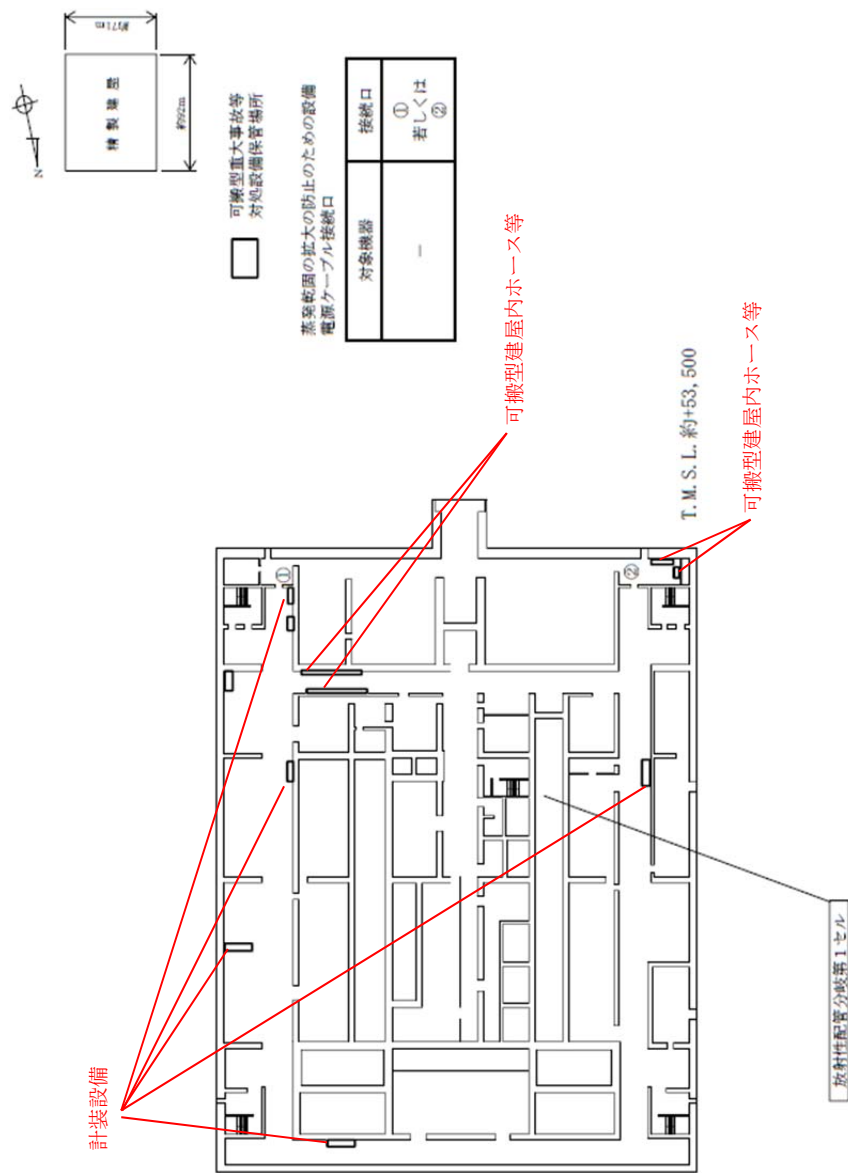 N
精製建屋
約71m
約92m
可搬型重大事故等
対処設備保管場所
蒸発乾固の拡大の防止のための設備
電源ケーブル接続口
対象機器
接続口
－
①
若しくは
②
可搬型建屋内ホース等
T.M.S.L.約+53,500
可搬型建屋内ホース等
①
②
計装設備
放射性配管分岐第1セル